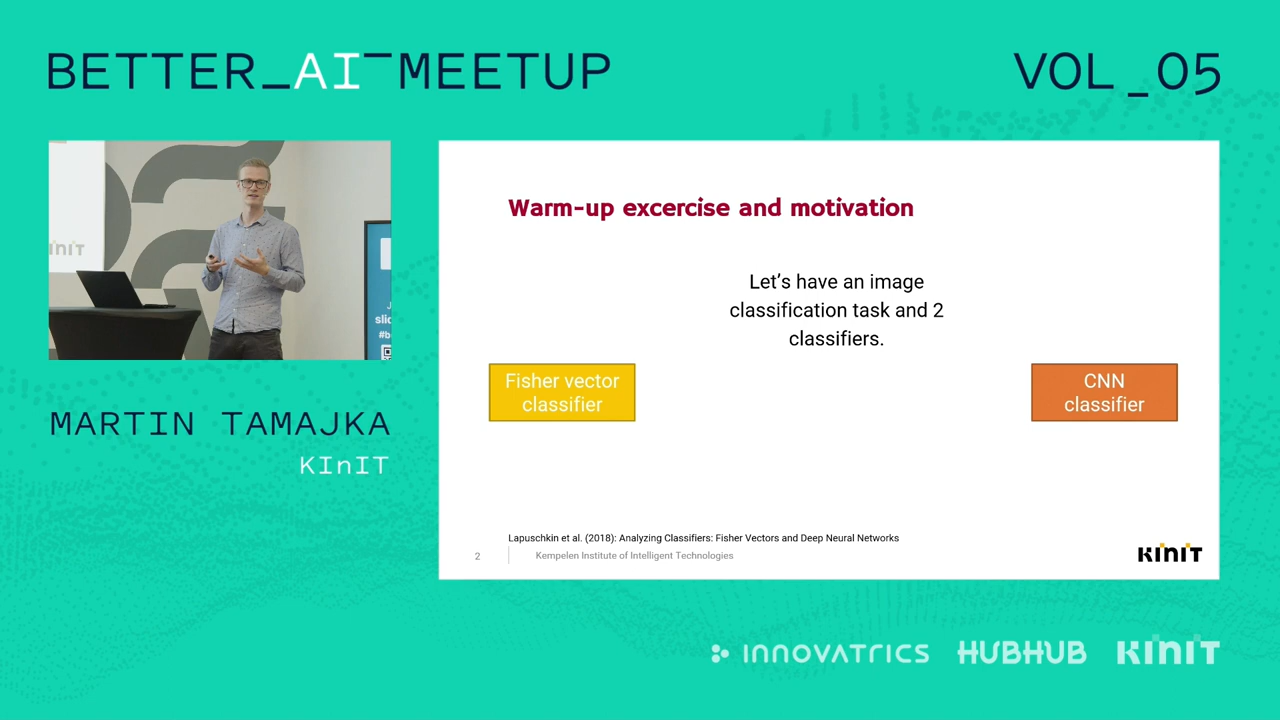 BETTER_AI¯MEETUP
VOL_05
KInIT
slid
#b
MARTIN TAMAJKA
KInIT
Warm-up excercise and motivation
Let's have an image
classification task and 2
classifiers.
Fisher vector
classifier
CNN
classifier
Lapuschkin et al. (2018): Analyzing Classifiers: Fisher Vectors and Deep Neural Networks
2
Kempelen Institute of Intelligent Technologies
KInIT
INNOVATRICS
HUBHUB
KInIT